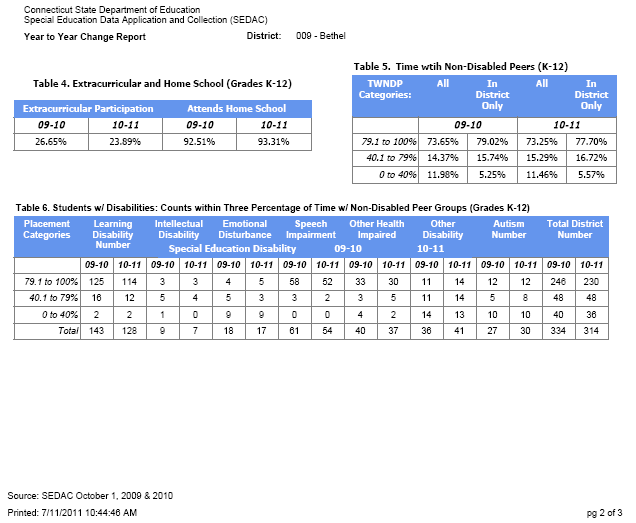 Connecticut State Department of Education
Special Education Data Application and Collection (SEDAC)
Year to Year Change Report District: 009 - Bethel
Table 4. Extracurricular and Home School (Grades K-12)
Extracurricular Participation Attends Home School
09-10 10-11 09-10 10-11
26.65% 23.89% 92.51% 93.31%
Table 5. Time wtih Non-Disabled Peers (K-12)
TWNDP Categories: All In District Only All In District Only
09-10 10-11
79.1 to 100% 73.65% 79.02% 73.25% 77.70%
40.1 to 79% 14.37% 15.74% 15.29% 16.72%
0 to 40% 11.98% 5.25% 11.46% 5.57%
Table 6. Students w/ Disabilities: Counts within Three Percentage of Time w/ Non-Disabled Peer Groups (Grades K-12)
Placement Learning Intellectual Emotional Speech Other Health Other Autism Total District
Categories Disability Disability Disturbance Impairment Impaired Disability Number Number
Number Special Education Disability 09-10 10-11
09-10 10-11 09-10 10-11 09-10 10-11 09-10 10-11 09-10 10-11 09-10 10-11 09-10 10-11 09-10 10-11
79.1 to 100% 125 114 3 3 4 5 58 52 33 30 11 14 12 12 246 230
40.1 to 79% 16 12 5 4 5 3 3 2 3 5 11 14 5 8 48 48
0 to 40% 2 2 1 0 9 9 0 0 4 2 14 13 10 10 40 36
Total 143 128 9 7 18 17 61 54 40 37 36 41 27 30 334 314
Source: SEDAC October 1, 2009 & 2010
Printed: 7/11/2011 10:44:46 AM pg 2 of 3